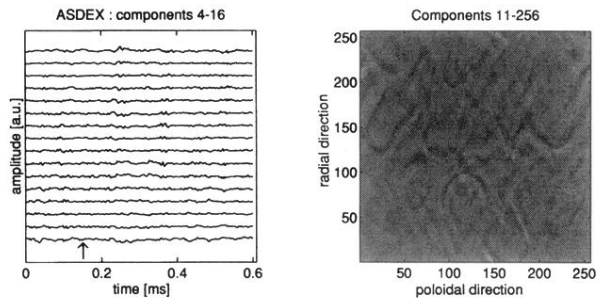 ASDEX : components 4-16
amplitude [a.u.]
0 0.2 0.4 0.6
time [ms]
Components 11-256
radial direction
250
200
150
100
50
50 100 150 200 250
poloidal direction